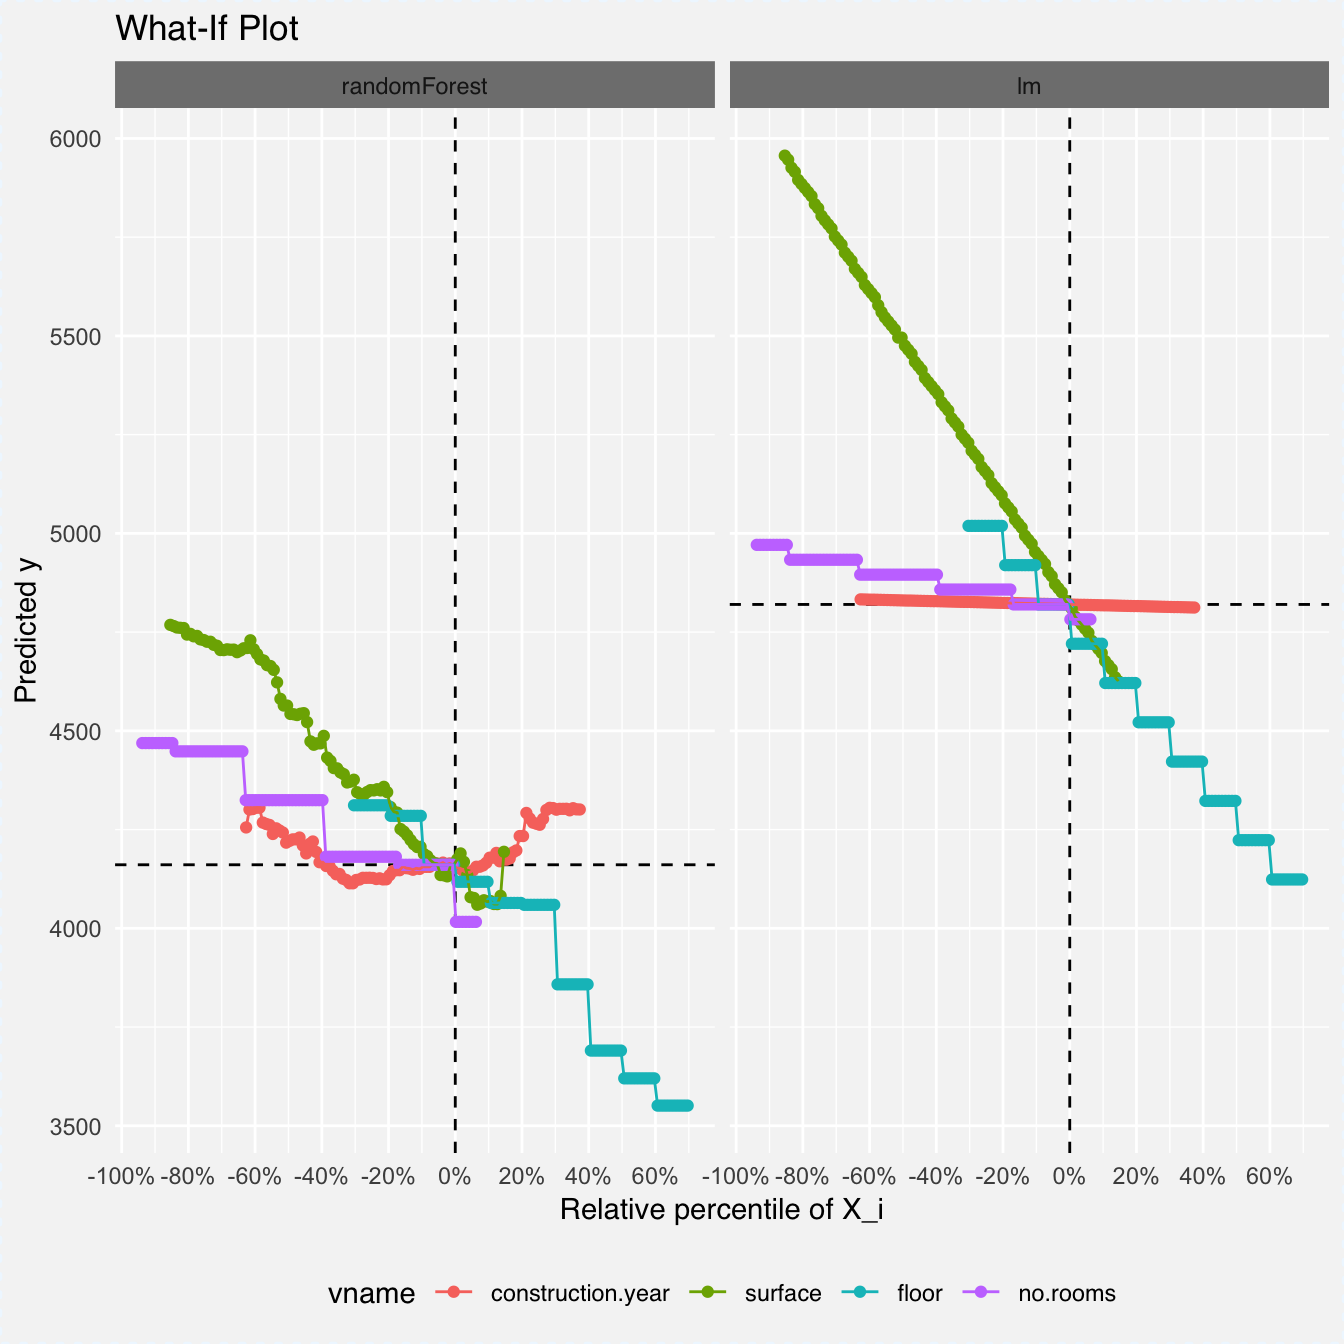 What-If Plot
randomForest
lm
6000
5500
5000
4500
4000
3500
Predicted y
-100% -80% -60% -40% -20% 0% 20% 40% 60%
-100% -80% -60% -40% -20% 0% 20% 40% 60%
Relative percentile of X_i
vname construction.year surface floor no.rooms